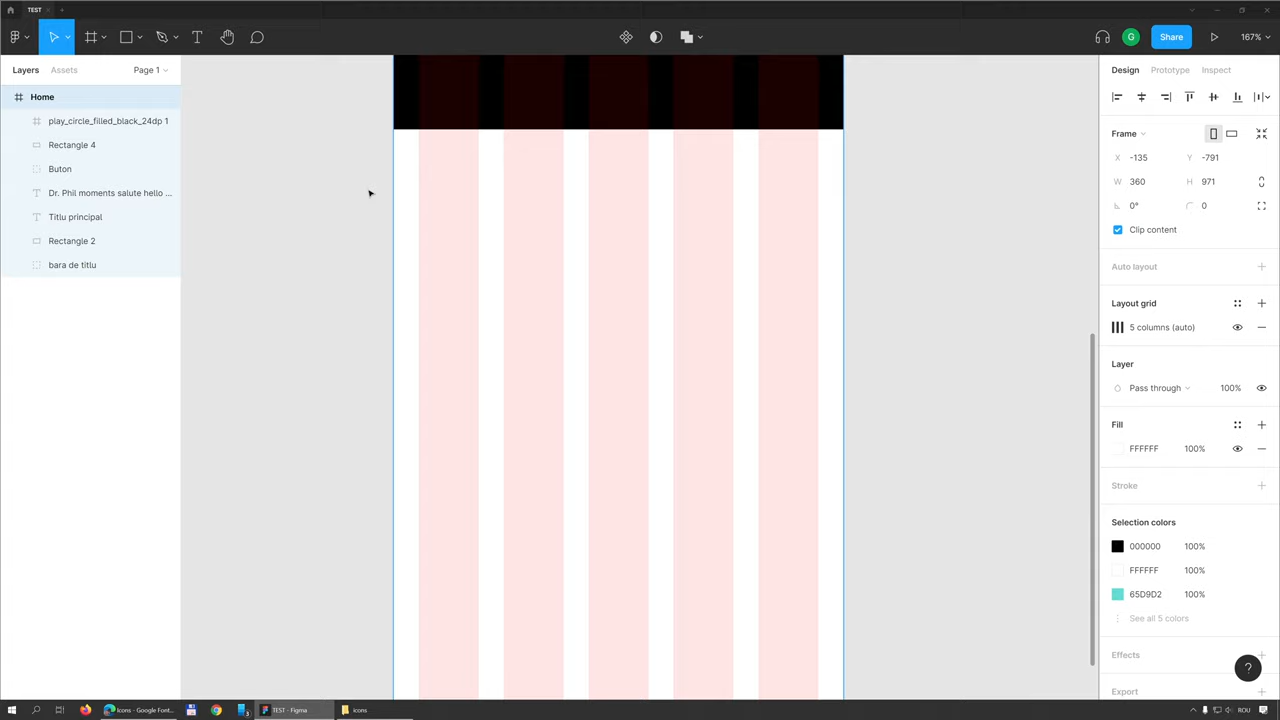 TEST
Share
167%
G
Layers
Assets
Page 1
Home
play_circle_filled_black_24dp 1
Rectangle 4
Buton
Dr. Phil moments salute hello ...
Titlu principal
Rectangle 2
bara de titlu
Design
Prototype
Inspect
Frame
X -135
Y -791
W 360
H 971
0°
0
Clip content
Auto layout
Layout grid
5 columns (auto)
Layer
Pass through
100%
Fill
FFFFFF 100%
Stroke
Selection colors
000000 100%
FFFFFF 100%
65D9D2 100%
See all 5 colors
Effects
Export
?
Icons - Google Font...
TEST - Figma
icons
ROU